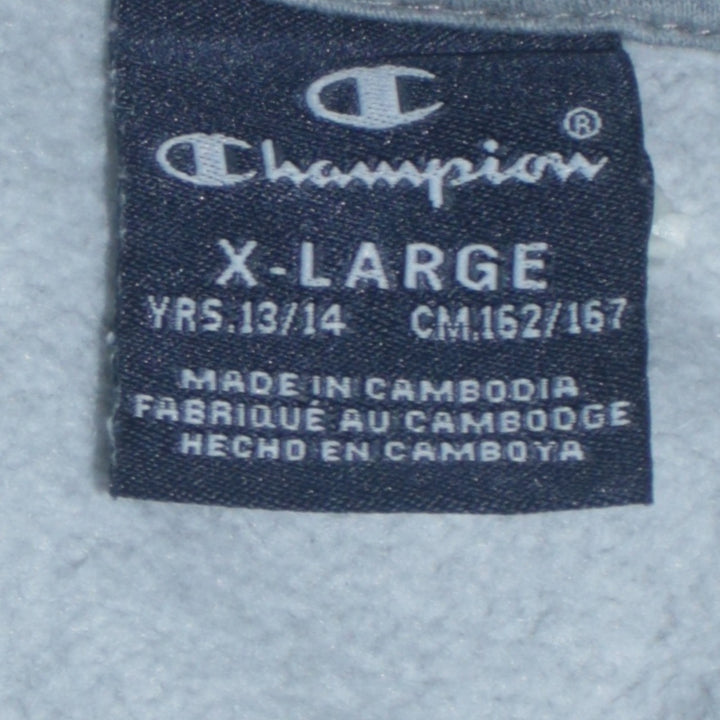 Champion®
X-LARGE
YRS.13/14 CM.162/167
MADE IN CAMBODIA
FABRIQUÉ AU CAMBODGE
HECHO EN CAMBOYA